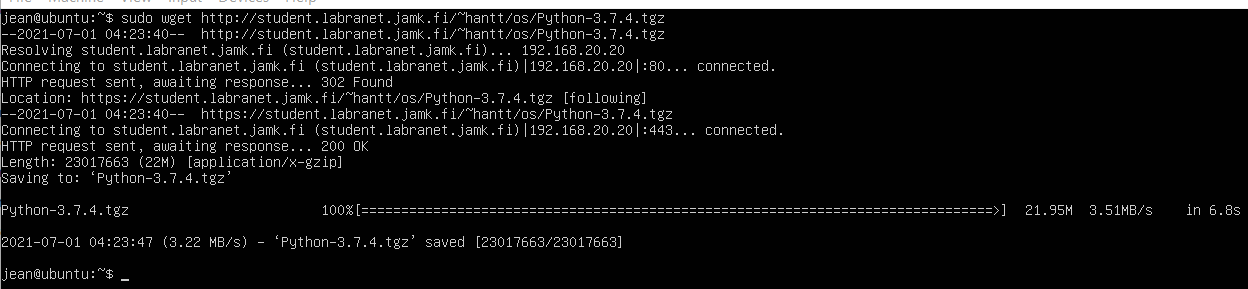 File Machine View Input Devices Help
jean@ubuntu:~$ sudo wget http://student.labranet.jamk.fi/~hantt/os/Python-3.7.4.tgz
--2021-07-01 04:23:40--  http://student.labranet.jamk.fi/~hantt/os/Python-3.7.4.tgz
Resolving student.labranet.jamk.fi (student.labranet.jamk.fi)... 192.168.20.20
Connecting to student.labranet.jamk.fi (student.labranet.jamk.fi)|192.168.20.20|:80... connected.
HTTP request sent, awaiting response... 302 Found
Location: https://student.labranet.jamk.fi/~hantt/os/Python-3.7.4.tgz [following]
--2021-07-01 04:23:40--  https://student.labranet.jamk.fi/~hantt/os/Python-3.7.4.tgz
Connecting to student.labranet.jamk.fi (student.labranet.jamk.fi)|192.168.20.20|:443... connected.
HTTP request sent, awaiting response... 200 OK
Length: 23017663 (22M) [application/x-gzip]
Saving to: ‘Python-3.7.4.tgz’
Python-3.7.4.tgz 100%[================================================================================>] 21.95M 3.51MB/s in 6.8s
2021-07-01 04:23:47 (3.22 MB/s) - ‘Python-3.7.4.tgz’ saved [23017663/23017663]
jean@ubuntu:~$ _